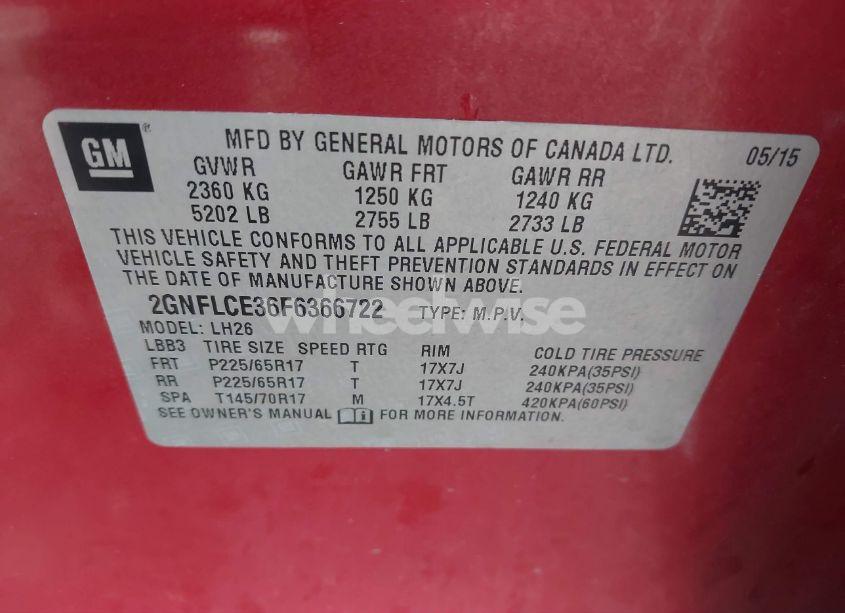 GM ®
MFD BY GENERAL MOTORS OF CANADA LTD. 05/15
GVWR GAWR FRT GAWR RR
2360 KG 1250 KG 1240 KG
5202 LB 2755 LB 2733 LB
THIS VEHICLE CONFORMS TO ALL APPLICABLE U.S. FEDERAL MOTOR
VEHICLE SAFETY AND THEFT PREVENTION STANDARDS IN EFFECT ON
THE DATE OF MANUFACTURE SHOWN ABOVE.
2GNFLCE36F6366722 TYPE: M.P.V.
wheelwise
MODEL: LH26
LBB3 TIRE SIZE SPEED RTG RIM COLD TIRE PRESSURE
FRT P225/65R17 T 17X7J 240KPA(35PSI)
RR P225/65R17 T 17X7J 240KPA(35PSI)
SPA T145/70R17 M 17X4.5T 420KPA(60PSI)
SEE OWNER'S MANUAL FOR MORE INFORMATION.